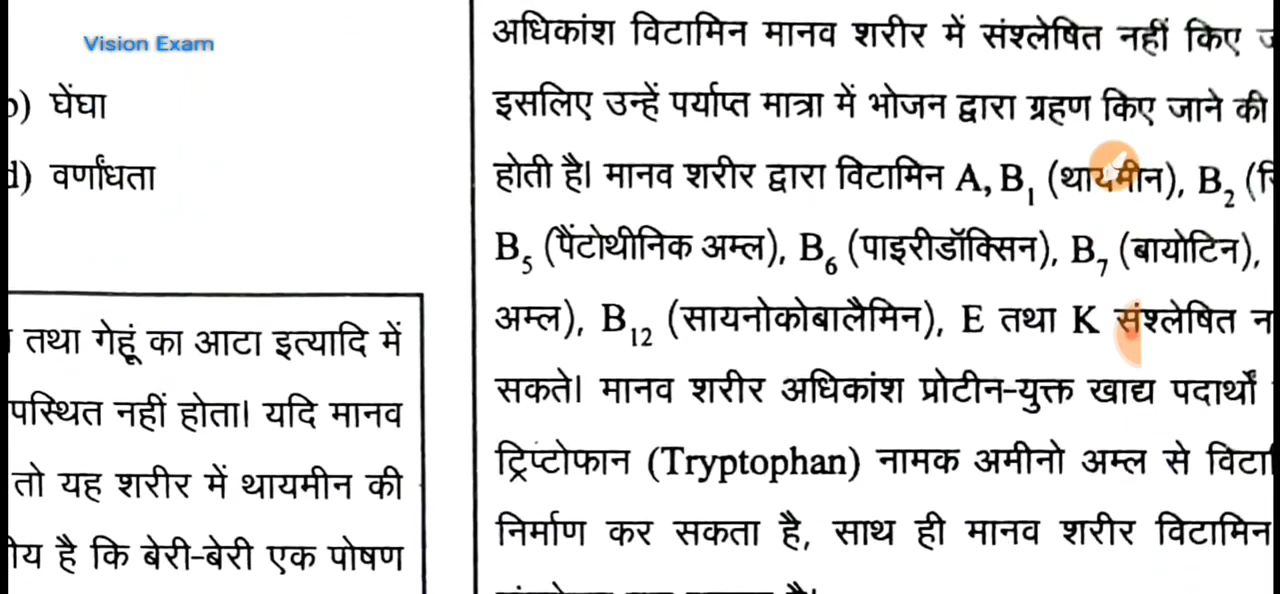 Vision Exam
b) घेंघा
d) वर्णांधता
तथा गेहूं का आटा इत्यादि में
पस्थित नहीं होता। यदि मानव
तो यह शरीर में थायमीन की
है कि बेरी-बेरी एक पोषण
अधिकांश विटामिन मानव शरीर में संश्लेषित नहीं किए
इसलिए उन्हें पर्याप्त मात्रा में भोजन द्वारा ग्रहण किए जाने की
होती है। मानव शरीर द्वारा विटामिन A, B₁ (थायमीन), B₂
B₅ (पैंटोथीनिक अम्ल), B₆ (पाइरीडॉक्सिन), B₇ (बायोटिन),
अम्ल), B₁₂ (सायनोकोबालैमिन), E तथा K संश्लेषित
सकते। मानव शरीर अधिकांश प्रोटीन-युक्त खाद्य पदार्थों
ट्रिप्टोफान (Tryptophan) नामक अमीनो अम्ल से
निर्माण कर सकता है, साथ ही मानव शरीर विटामिन